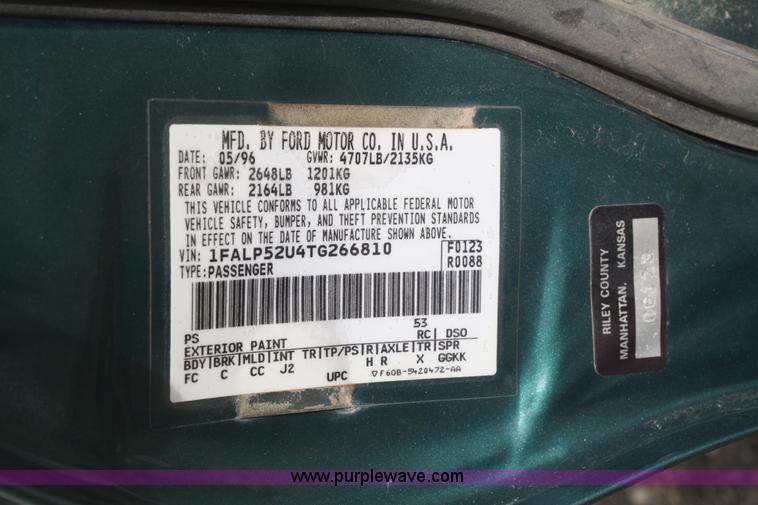 MFD. BY FORD MOTOR CO. IN U.S.A.
DATE: 05/96 GVWR: 4707LB/2135KG
FRONT GAWR: 2648LB 1201KG
REAR GAWR: 2164LB 981KG
THIS VEHICLE CONFORMS TO ALL APPLICABLE FEDERAL MOTOR
VEHICLE SAFETY, BUMPER, AND THEFT PREVENTION STANDARDS
IN EFFECT ON THE DATE OF MANUFACTURE SHOWN ABOVE.
VIN: 1FALP52U4TG266810 F0123
TYPE: PASSENGER R0088
PS 53
EXTERIOR PAINT RC DSO
BDY BRK MLD INT TR TP/PS R AXLE TR SPR
FC C CC J2 H R X GGKK
UPC ▽F60B-5420472-AA
RILEY COUNTY
MANHATTAN, KANSAS
www.purplewave.com